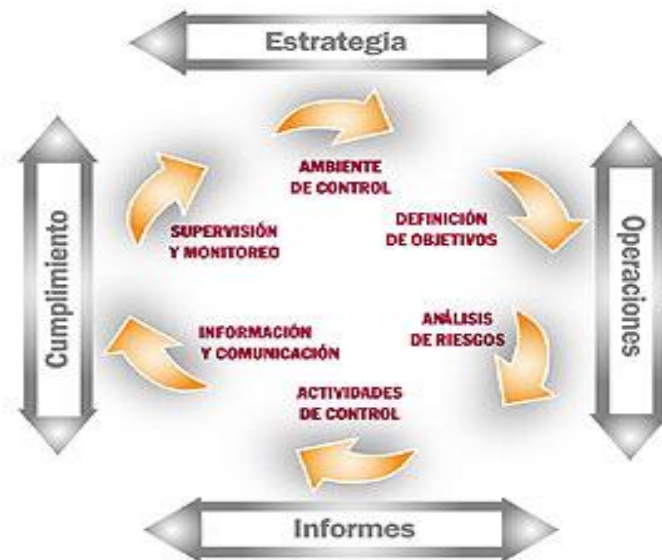 Estrategia
AMBIENTE
DE CONTROL
DEFINICIÓN
DE OBJETIVOS
Operaciones
ANÁLISIS
DE RIESGOS
ACTIVIDADES
DE CONTROL
INFORMACIÓN
Y COMUNICACIÓN
SUPERVISIÓN
Y MONITOREO
Cumplimiento
Informes